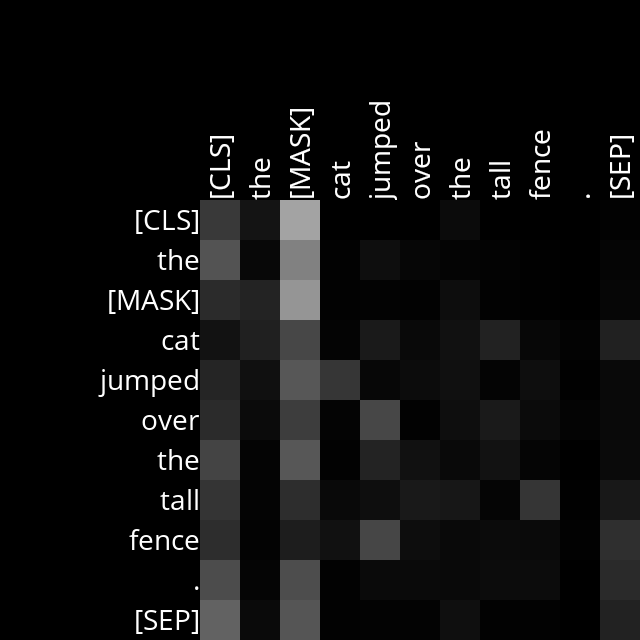 [CLS] the [MASK] cat jumped over the tall fence . [SEP]
[CLS]
the
[MASK]
cat
jumped
over
the
tall
fence
.
[SEP]